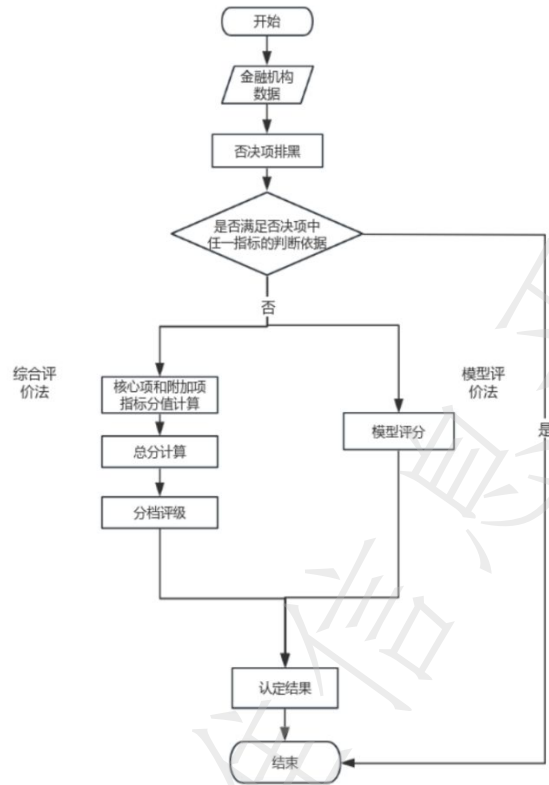 开始
金融机构
数据
否决项排黑
是否满足否决项中
任一指标的判断依据
否
综合评
价法
模型评
价法
核心项和附加项
指标分值计算
模型评分
是
总分计算
分档评级
认定结果
结束